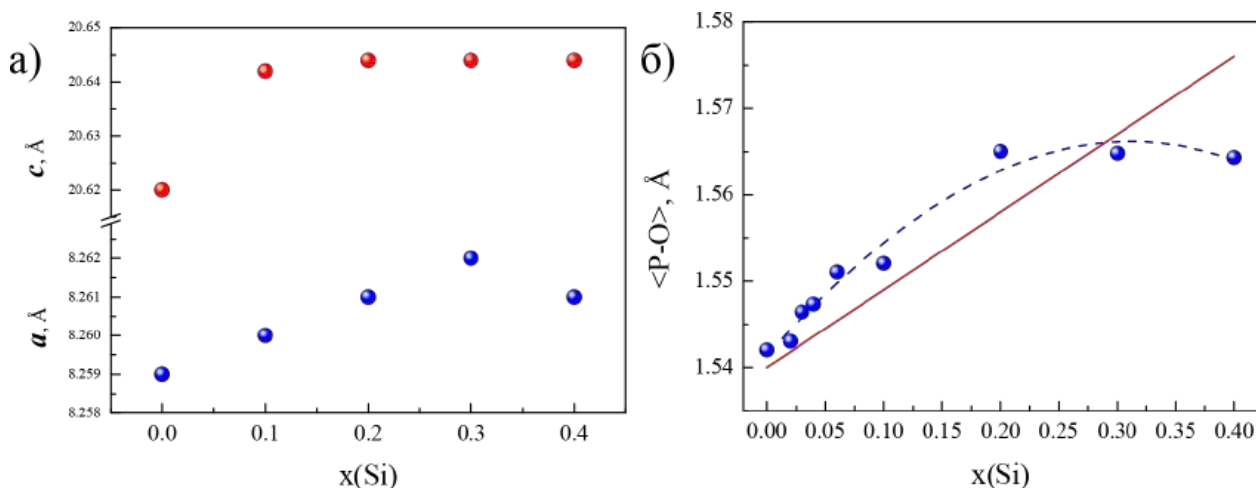 а)
20.65
20.64
20.63
20.62
c, Å
8.262
8.261
8.260
8.259
8.258
a, Å
0.0 0.1 0.2 0.3 0.4
x(Si)
б)
1.58
1.57
1.56
1.55
1.54
<P-O>, Å
0.00 0.05 0.10 0.15 0.20 0.25 0.30 0.35 0.40
x(Si)